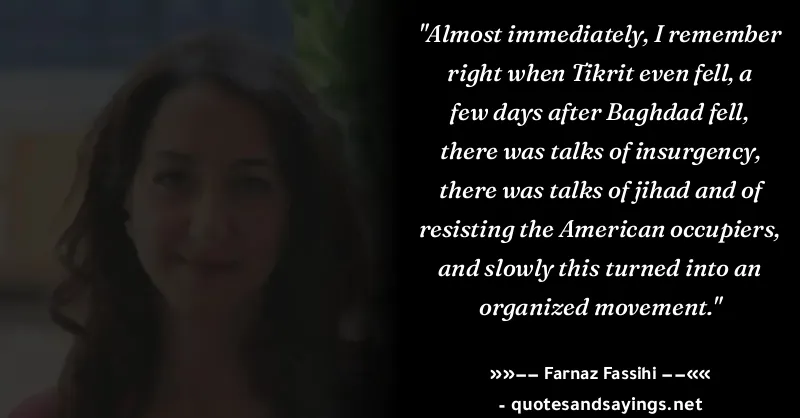 "Almost immediately, I remember
right when Tikrit even fell, a
few days after Baghdad fell,
there was talks of insurgency,
there was talks of jihad and of
resisting the American occupiers,
and slowly this turned into an
organized movement."
»»-- Farnaz Fassihi --««
- quotesandsayings.net